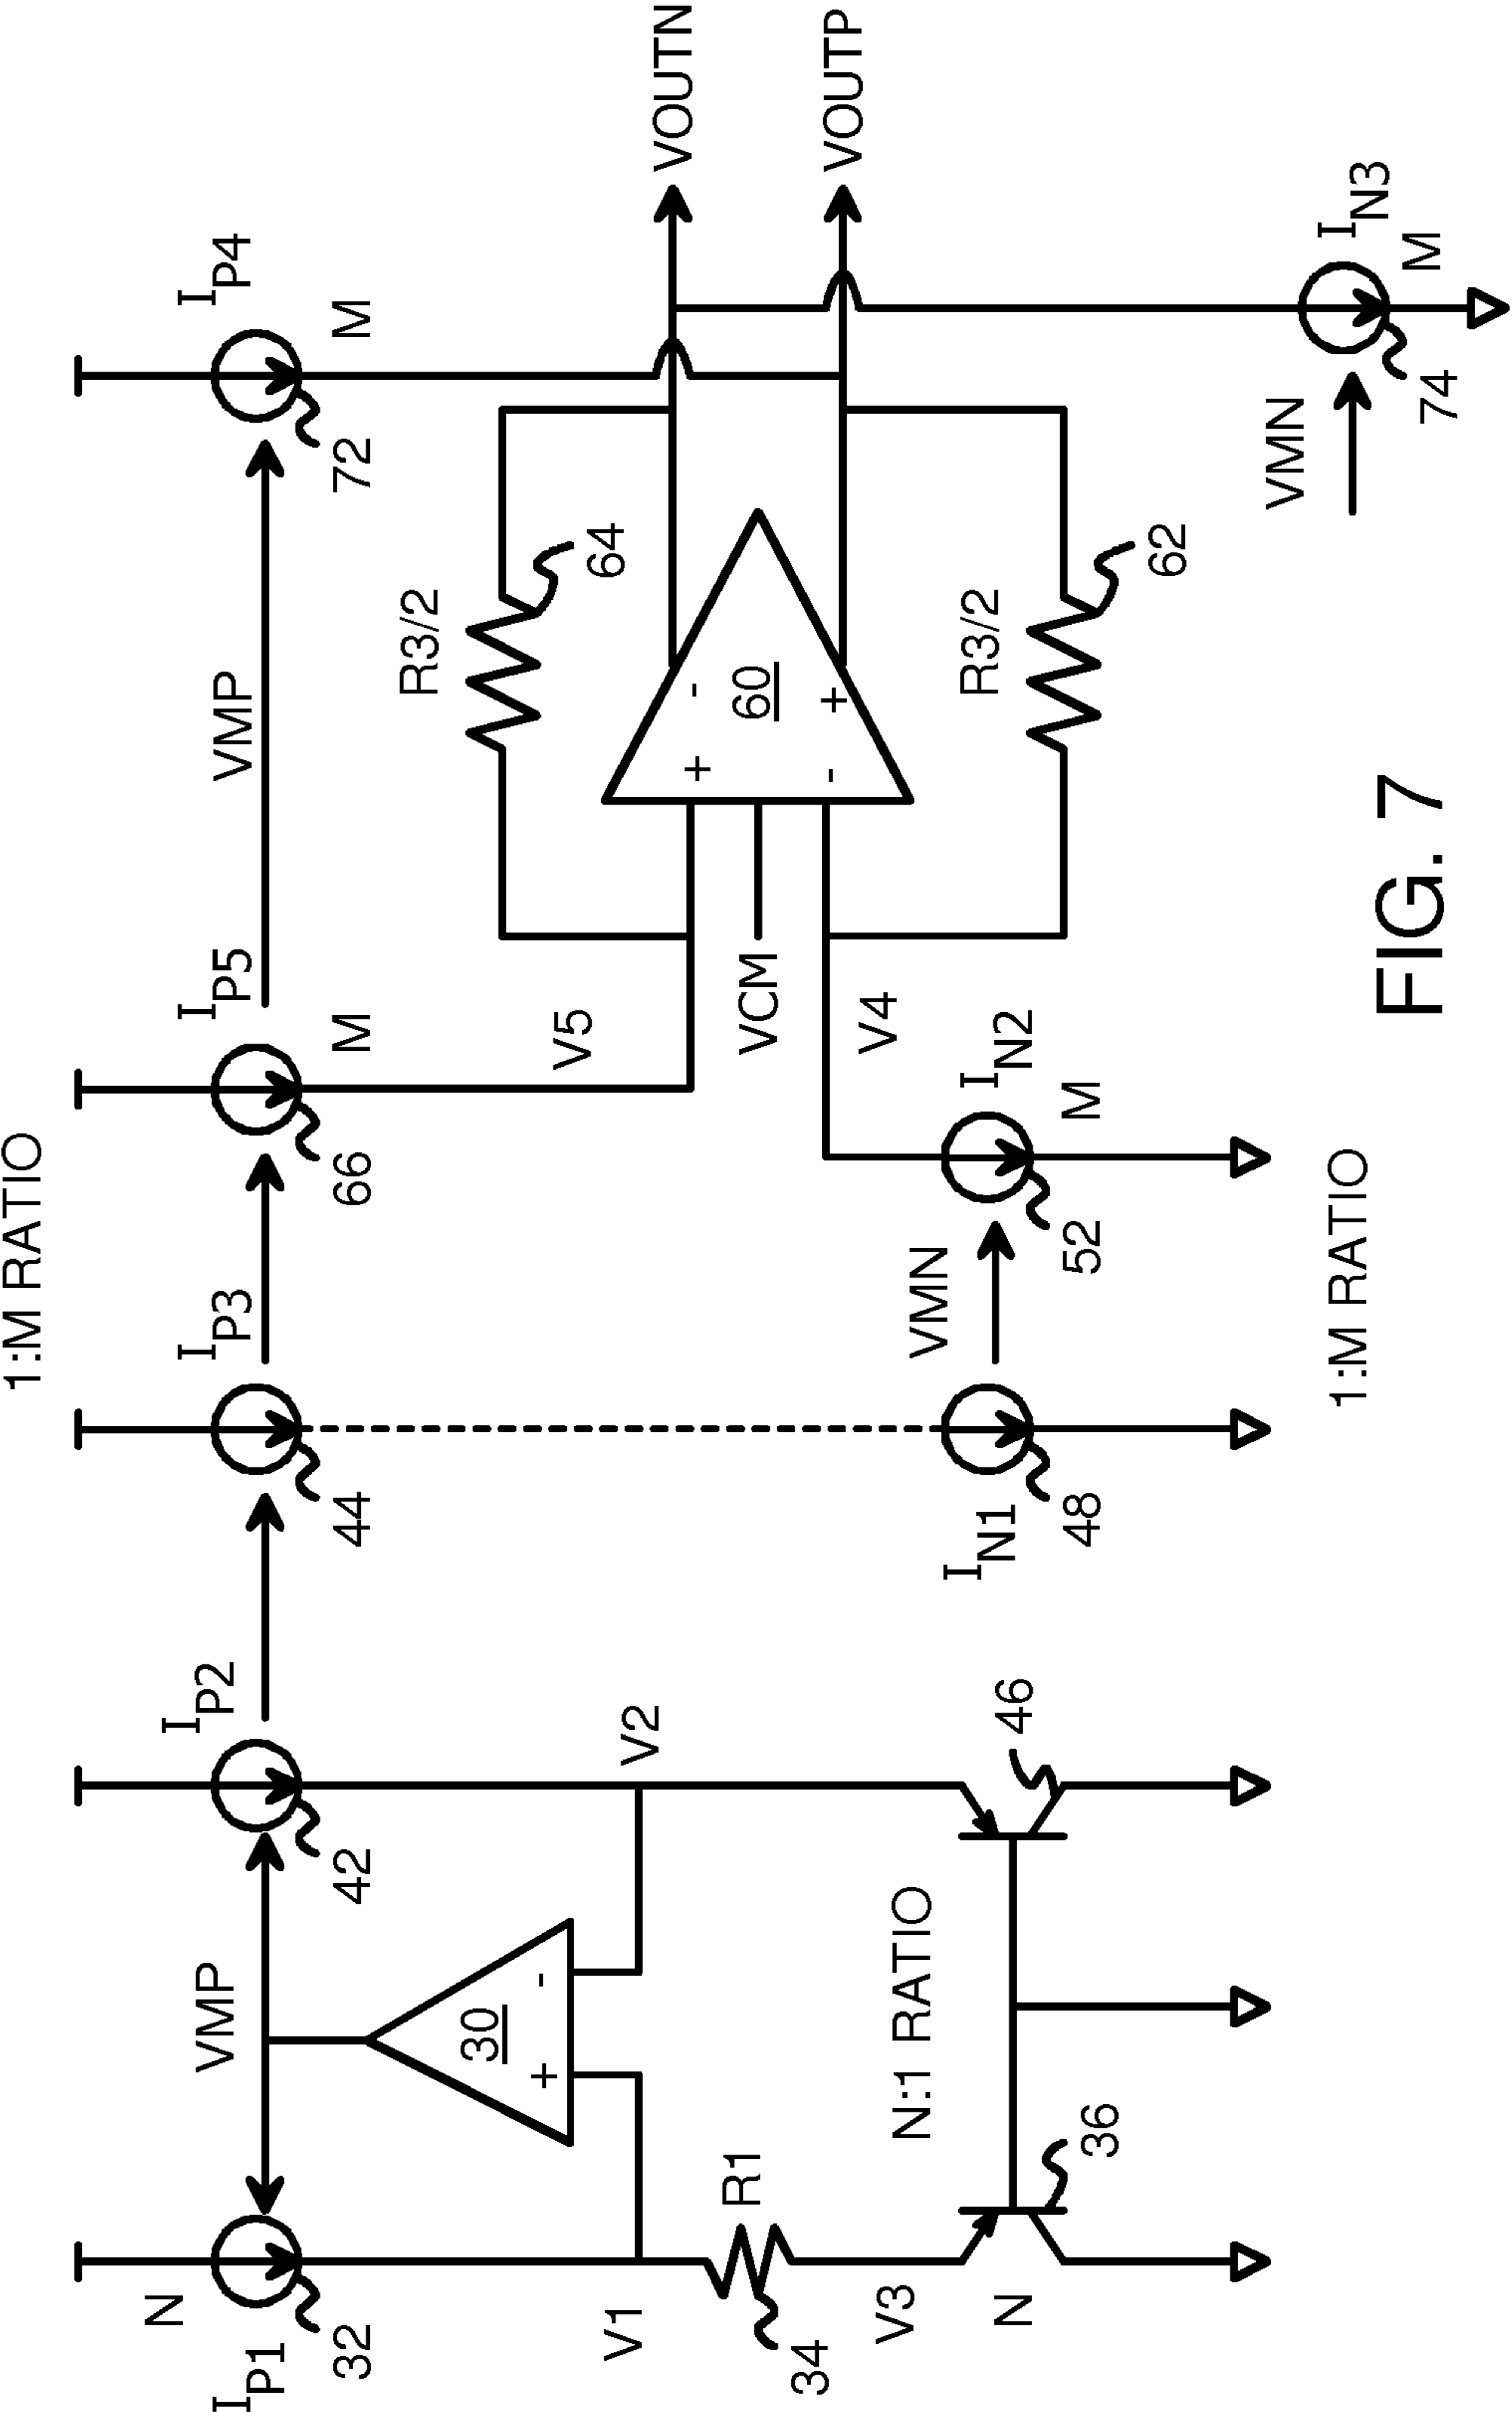 1:M RATIO
N
I P1
32
VMP
I P2
42
I P3
44
I P5
66
M
VMP
I P4
72
M
30
+
-
V1
V2
R1
34
V3
N
36
N:1 RATIO
46
I N1
48
VMN
I N2
52
M
1:M RATIO
V5
VCM
V4
R3/2
64
+
-
60
-
+
R3/2
62
VOUTN
VOUTP
VMN
I N3
74
M
FIG. 7